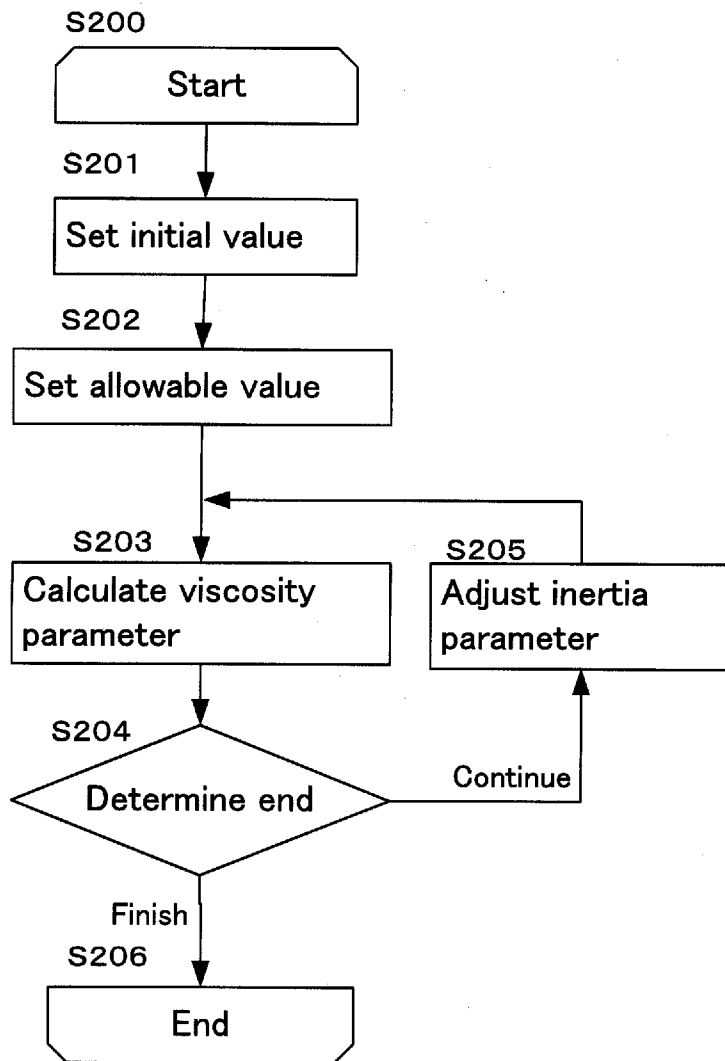 S200
Start
S201
Set initial value
S202
Set allowable value
S203
Calculate viscosity
parameter
S205
Adjust inertia
parameter
S204
Determine end
Continue
Finish
S206
End